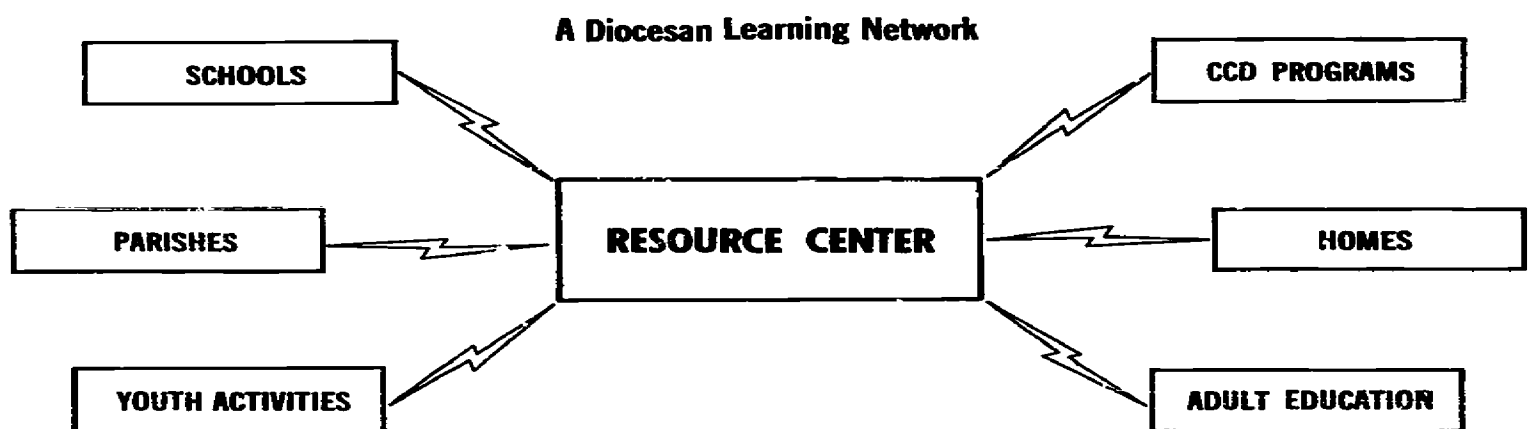 A Diocesan Learning Network
SCHOOLS
CCD PROGRAMS
RESOURCE CENTER
PARISHES
HOMES
YOUTH ACTIVITIES
ADULT EDUCATION